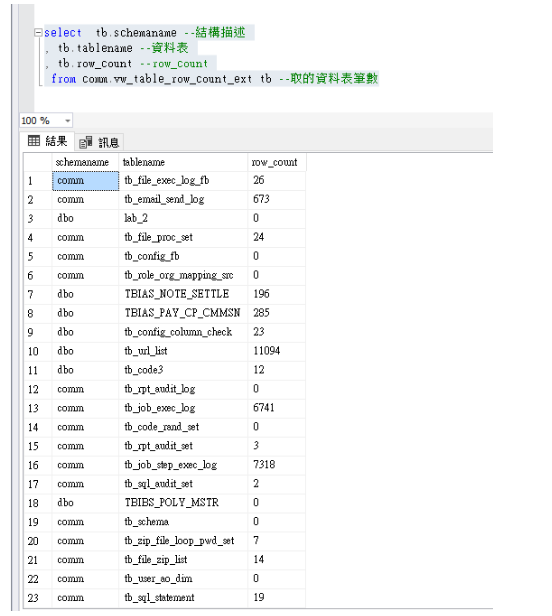 select tb.schemaname --結構描述
, tb.tablename --資料表
, tb.row_count --row_count
from comm.vw_table_row_count_ext tb --取的資料表筆數
100 %
結果 訊息
schemaname tablename row_count
1 comm tb_file_exec_log_fb 26
2 comm tb_email_send_log 673
3 dbo lab_2 0
4 comm tb_file_proc_set 24
5 comm tb_config_fb 0
6 comm tb_role_org_mapping_src 0
7 dbo TBIAS_NOTE_SETTLE 196
8 dbo TBIAS_PAY_CP_CMMSN 285
9 dbo tb_config_column_check 23
10 dbo tb_url_list 11094
11 dbo tb_code3 12
12 comm tb_rpt_audit_log 0
13 comm tb_job_exec_log 6741
14 comm tb_code_rand_set 0
15 comm tb_rpt_audit_set 3
16 comm tb_job_step_exec_log 7318
17 comm tb_sql_audit_set 2
18 dbo TBIBS_POLY_MSTR 0
19 comm tb_schema 0
20 comm tb_zip_file_loop_pwd_set 7
21 comm tb_file_zip_list 14
22 comm tb_user_ao_dim 0
23 comm tb_sql_statement 19